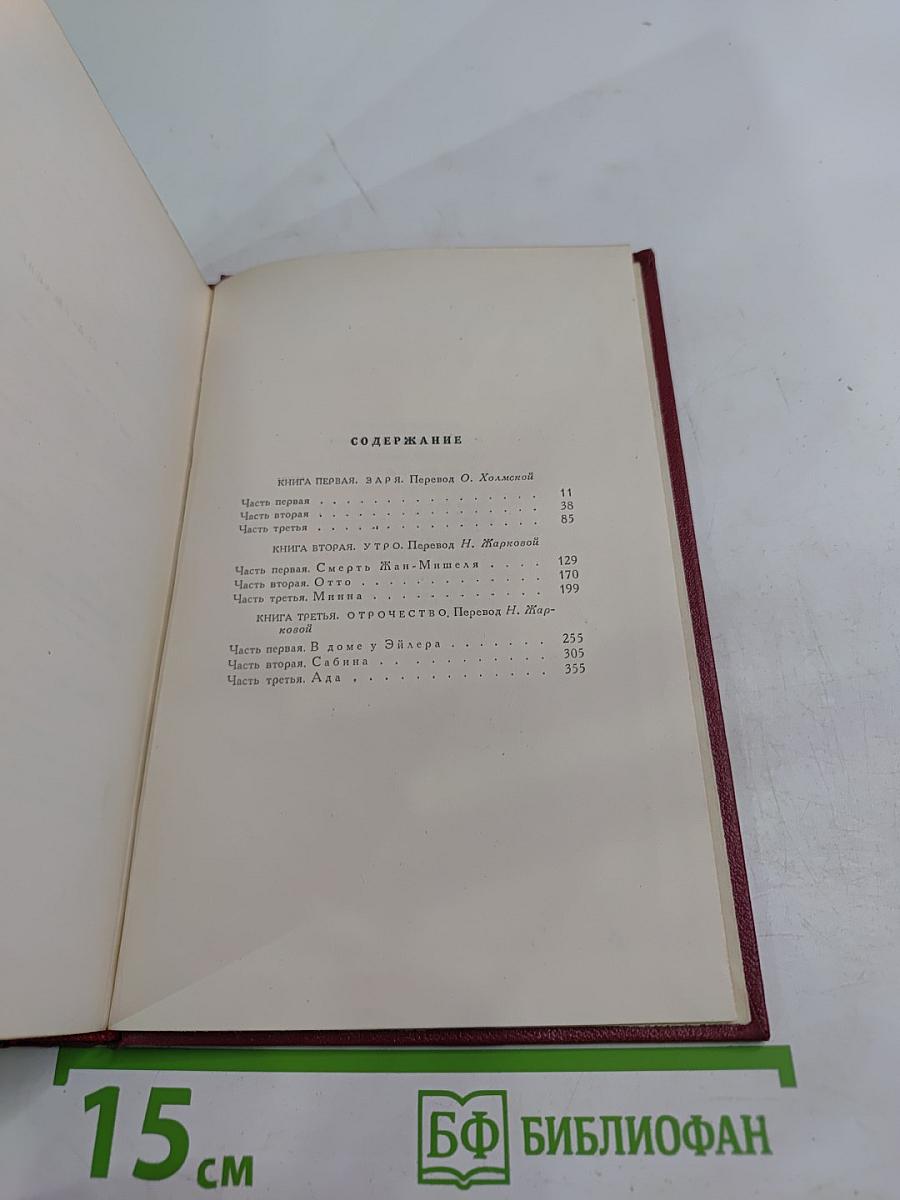 СОДЕРЖАНИЕ
КНИГА ПЕРВАЯ. ЗАРЯ. Перевод О. Холмской
Часть первая . . . . . . . . . . . . . . . . 11
Часть вторая . . . . . . . . . . . . . . . . 38
Часть третья . . . . . . . . . . . . . . . . 85
КНИГА ВТОРАЯ. УТРО. Перевод Н. Жарковой
Часть первая. Смерть Жан-Мишеля . . . . 129
Часть вторая. Отто . . . . . . . . . . . . . 170
Часть третья. Минна . . . . . . . . . . . . 199
КНИГА ТРЕТЬЯ. ОТРОЧЕСТВО. Перевод Н. Жар-
ковой
Часть первая. В доме у Эйлера . . . . . . . 255
Часть вторая. Сабина . . . . . . . . . . . . 305
Часть третья. Ада . . . . . . . . . . . . . . 355
15 см
БФ БИБЛИОФАН